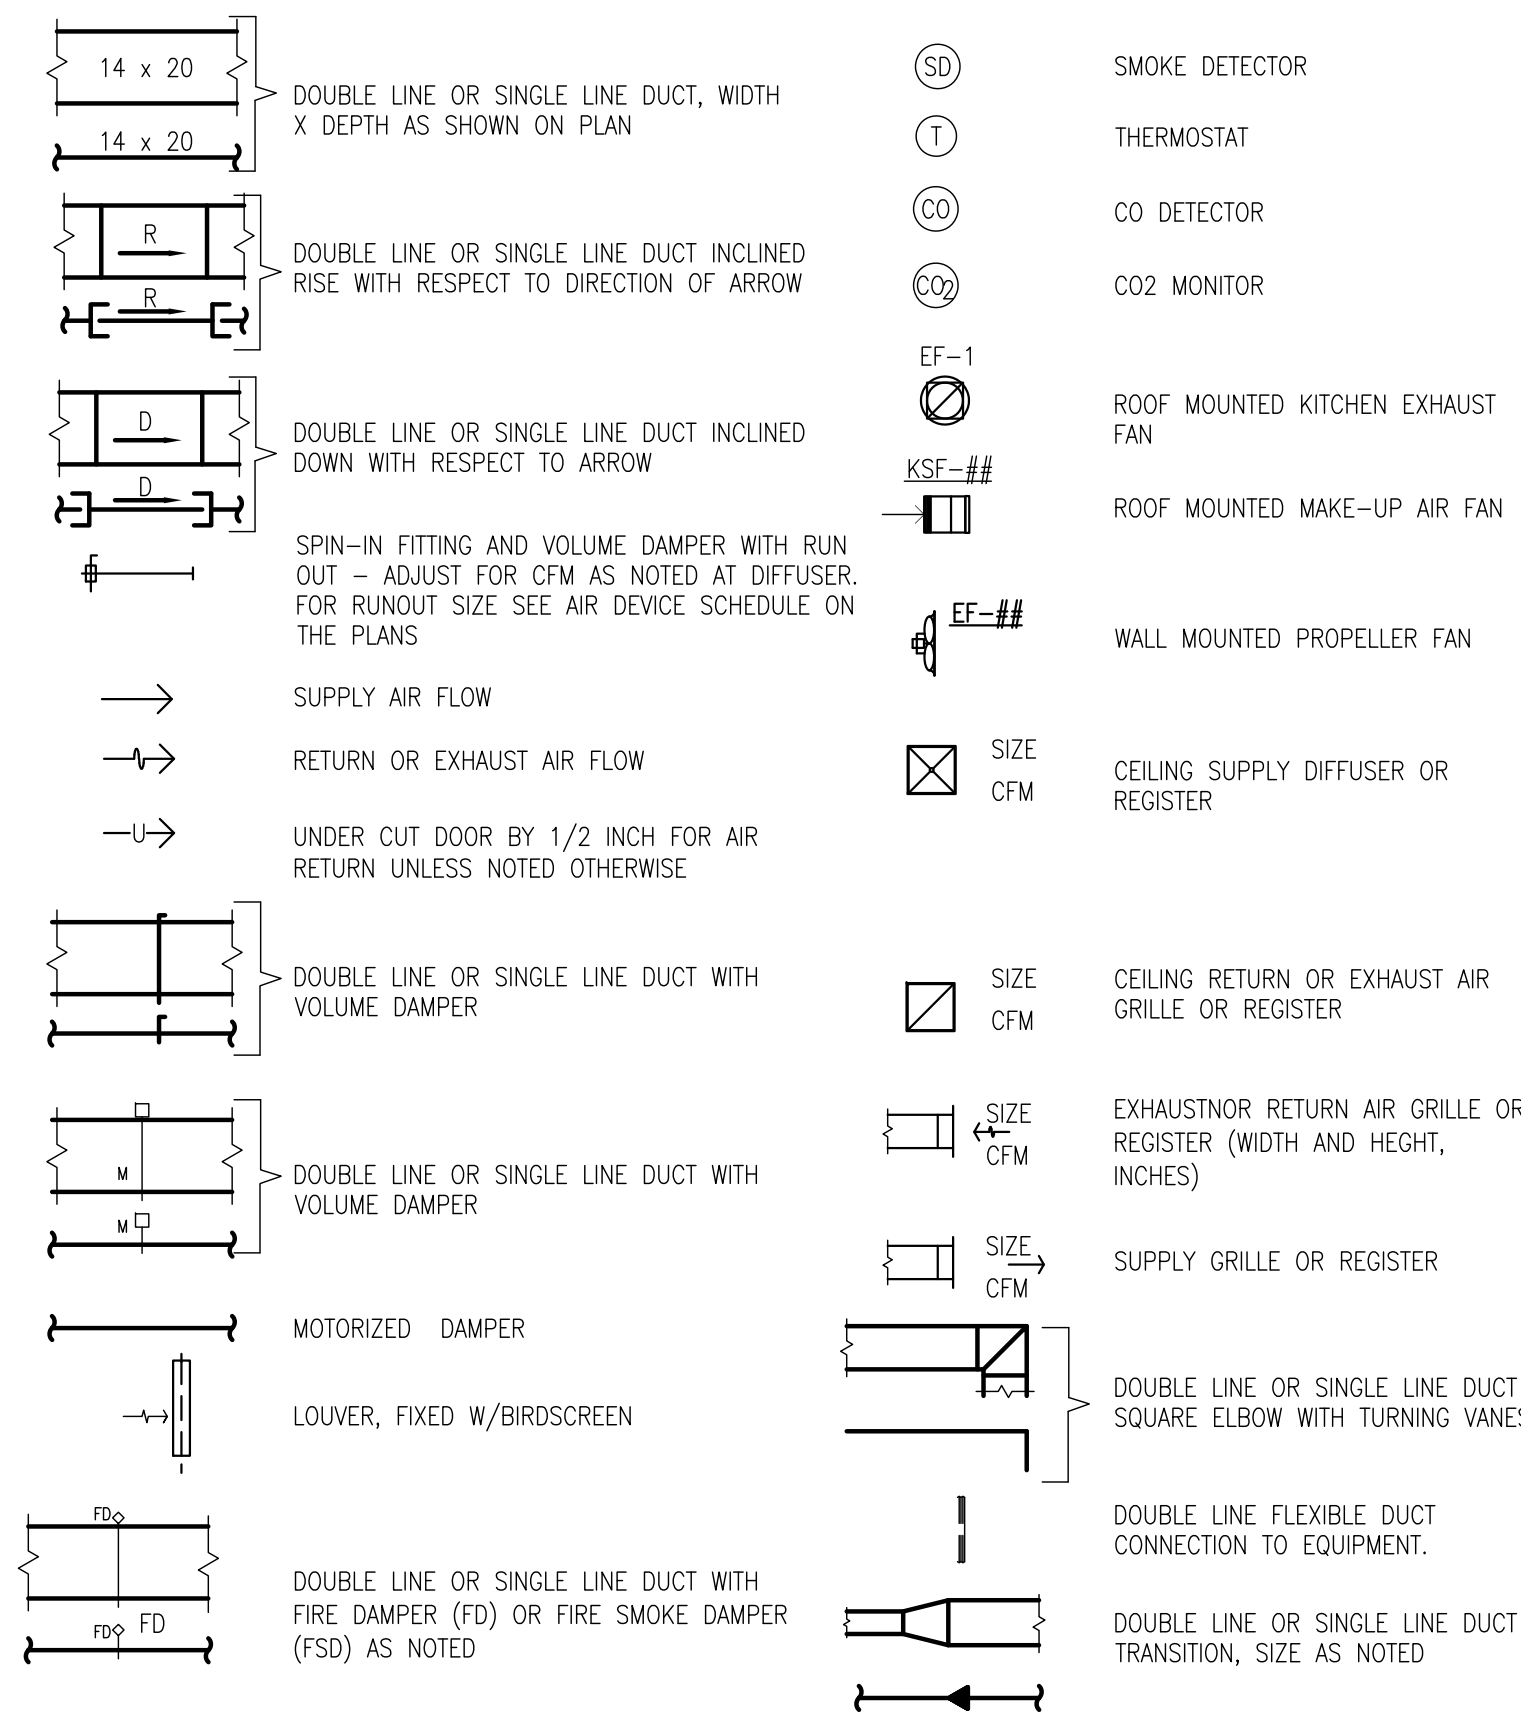 14 x 20
DOUBLE LINE OR SINGLE LINE DUCT, WIDTH
X DEPTH AS SHOWN ON PLAN
14 x 20
R
DOUBLE LINE OR SINGLE LINE DUCT INCLINED
RISE WITH RESPECT TO DIRECTION OF ARROW
R
D
DOUBLE LINE OR SINGLE LINE DUCT INCLINED
DOWN WITH RESPECT TO ARROW
D
SPIN-IN FITTING AND VOLUME DAMPER WITH RUN
OUT - ADJUST FOR CFM AS NOTED AT DIFFUSER.
FOR RUNOUT SIZE SEE AIR DEVICE SCHEDULE ON
THE PLANS
SUPPLY AIR FLOW
RETURN OR EXHAUST AIR FLOW
U
UNDER CUT DOOR BY 1/2 INCH FOR AIR
RETURN UNLESS NOTED OTHERWISE
DOUBLE LINE OR SINGLE LINE DUCT WITH
VOLUME DAMPER
M
DOUBLE LINE OR SINGLE LINE DUCT WITH
VOLUME DAMPER
M
MOTORIZED DAMPER
LOUVER, FIXED W/BIRDSCREEN
FD
DOUBLE LINE OR SINGLE LINE DUCT WITH
FIRE DAMPER (FD) OR FIRE SMOKE DAMPER
(FSD) AS NOTED
FD FD
SD SMOKE DETECTOR
T THERMOSTAT
CO CO DETECTOR
CO2 CO2 MONITOR
EF-1
ROOF MOUNTED KITCHEN EXHAUST
FAN
KSF-##
ROOF MOUNTED MAKE-UP AIR FAN
EF-##
WALL MOUNTED PROPELLER FAN
SIZE
CFM
CEILING SUPPLY DIFFUSER OR
REGISTER
SIZE
CFM
CEILING RETURN OR EXHAUST AIR
GRILLE OR REGISTER
SIZE
CFM
EXHAUSTNOR RETURN AIR GRILLE OR
REGISTER (WIDTH AND HEGHT,
INCHES)
SIZE
CFM
SUPPLY GRILLE OR REGISTER
DOUBLE LINE OR SINGLE LINE DUCT
SQUARE ELBOW WITH TURNING VANES
DOUBLE LINE FLEXIBLE DUCT
CONNECTION TO EQUIPMENT.
DOUBLE LINE OR SINGLE LINE DUCT
TRANSITION, SIZE AS NOTED